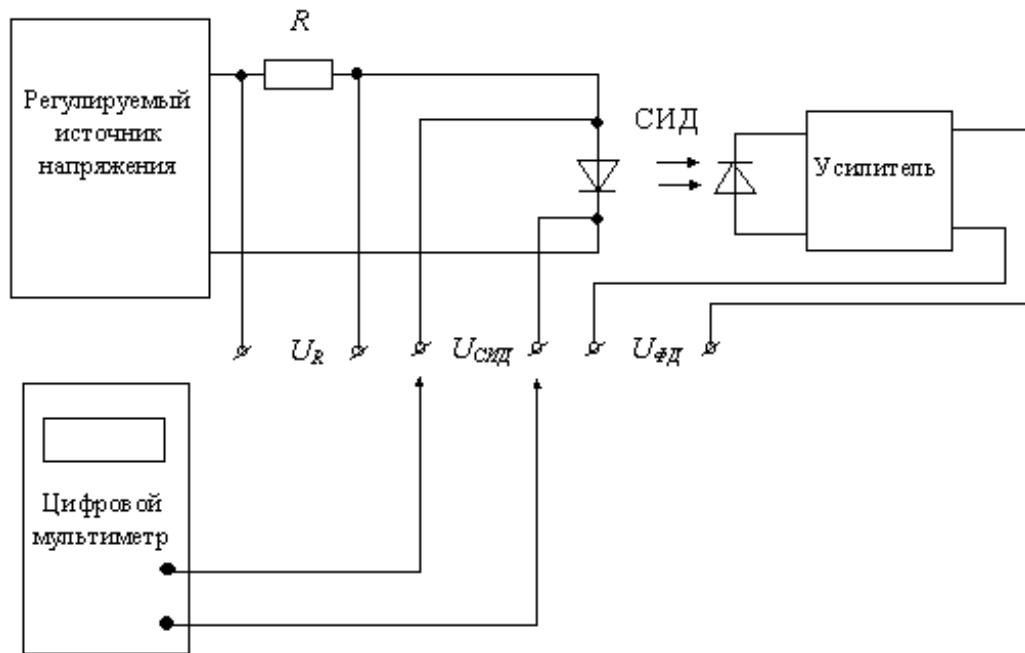 R
Регулируемый
источник
напряжения
СИД
Усилитель
U_R
U_СИД
U_ФД
Цифровой
мультиметр